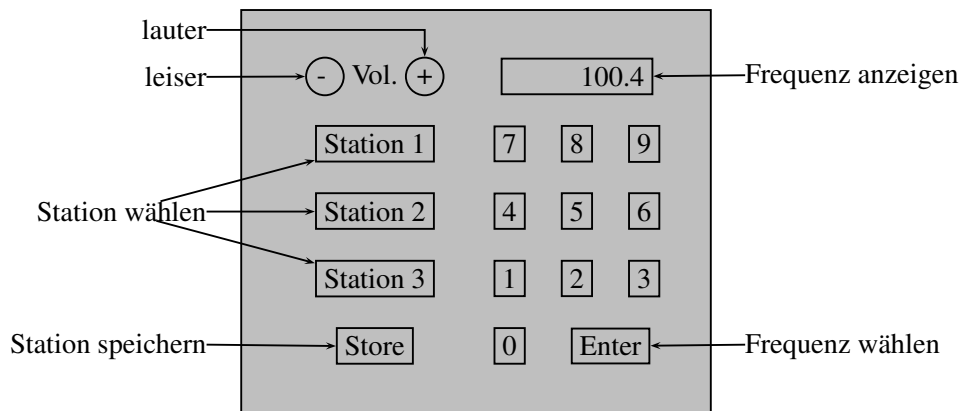 lauter
leiser - Vol. + 100.4 Frequenz anzeigen
Station 1 7 8 9
Station wählen Station 2 4 5 6
Station 3 1 2 3
Station speichern Store 0 Enter Frequenz wählen